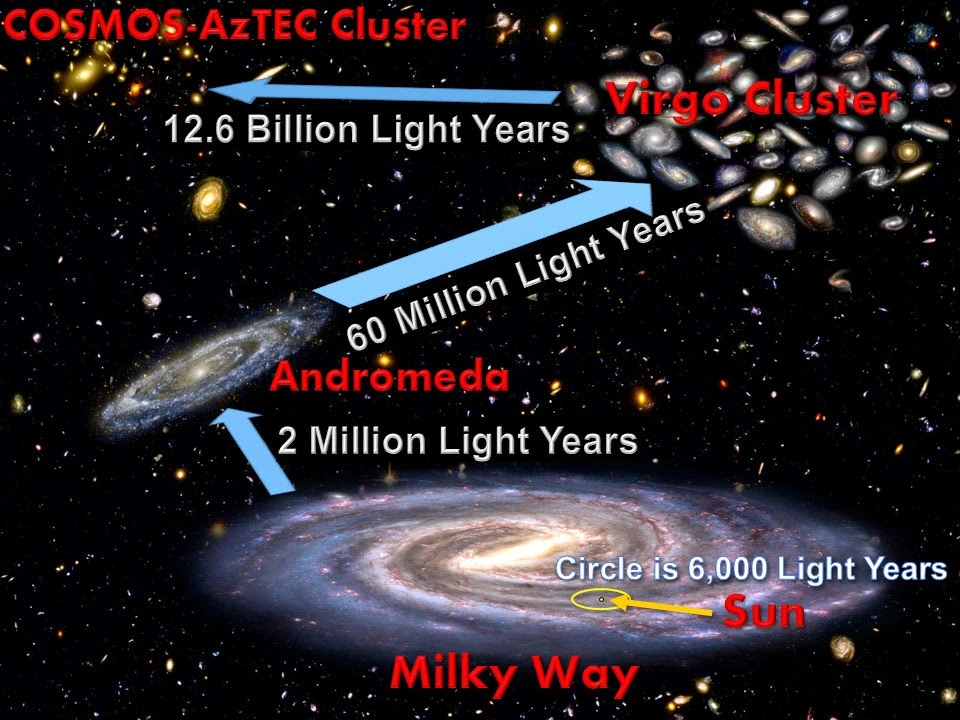 COSMOS-AzTEC Cluster
Virgo Cluster
12.6 Billion Light Years
60 Million Light Years
Andromeda
2 Million Light Years
Circle is 6,000 Light Years
Sun
Milky Way